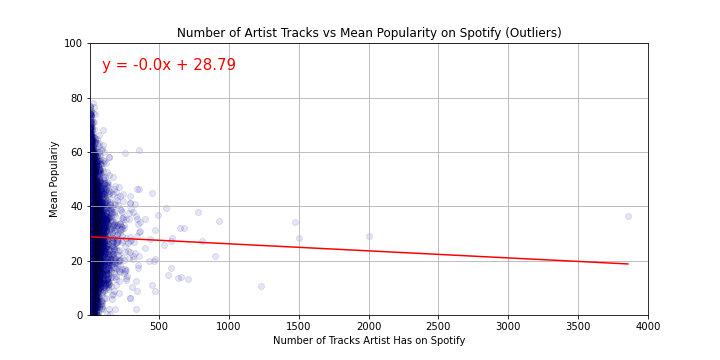 Number of Artist Tracks vs Mean Popularity on Spotify (Outliers)
y = -0.0x + 28.79
Mean Populariy
100
80
60
40
20
0
500 1000 1500 2000 2500 3000 3500 4000
Number of Tracks Artist Has on Spotify